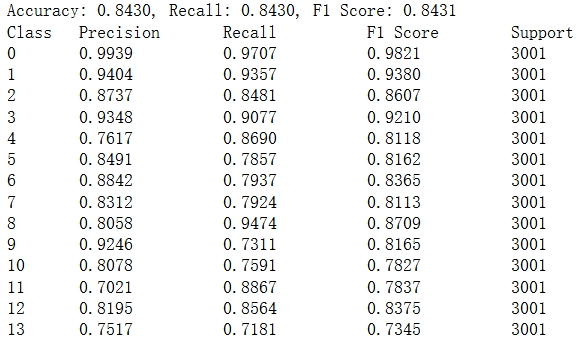 Accuracy: 0.8430, Recall: 0.8430, F1 Score: 0.8431
Class Precision Recall F1 Score Support
0 0.9939 0.9707 0.9821 3001
1 0.9404 0.9357 0.9380 3001
2 0.8737 0.8481 0.8607 3001
3 0.9348 0.9077 0.9210 3001
4 0.7617 0.8690 0.8118 3001
5 0.8491 0.7857 0.8162 3001
6 0.8842 0.7937 0.8365 3001
7 0.8312 0.7924 0.8113 3001
8 0.8058 0.9474 0.8709 3001
9 0.9246 0.7311 0.8165 3001
10 0.8078 0.7591 0.7827 3001
11 0.7021 0.8867 0.7837 3001
12 0.8195 0.8564 0.8375 3001
13 0.7517 0.7181 0.7345 3001